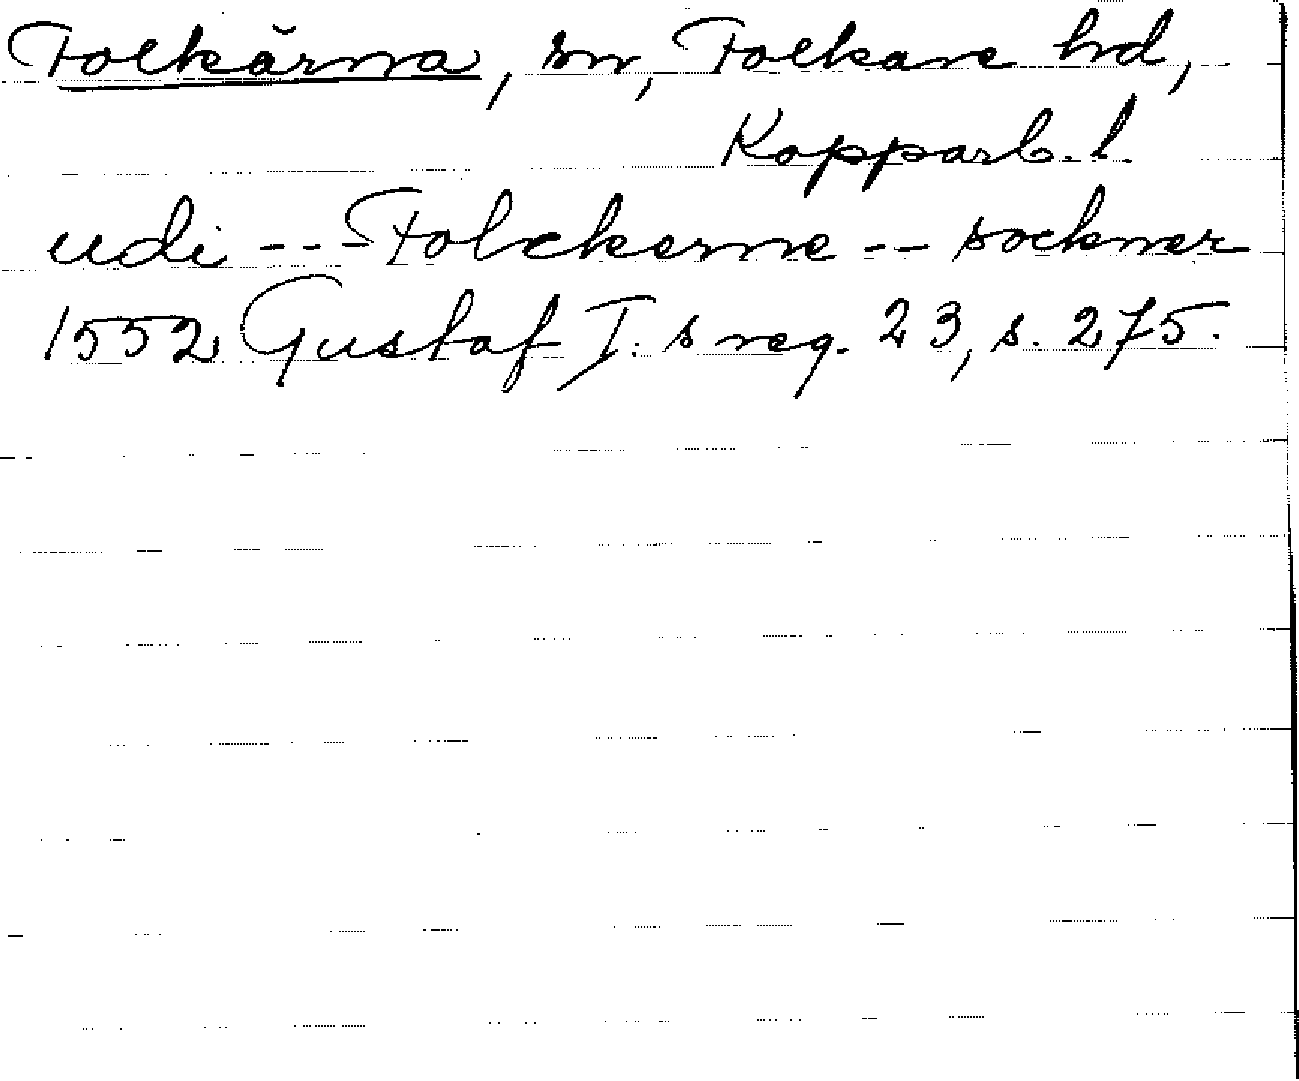 Folkärna, sn, Folkare hd,
Kopparb. l.
udi --- Folckerne -- sockner
1552 Gustaf I:s reg. 23, s. 275.